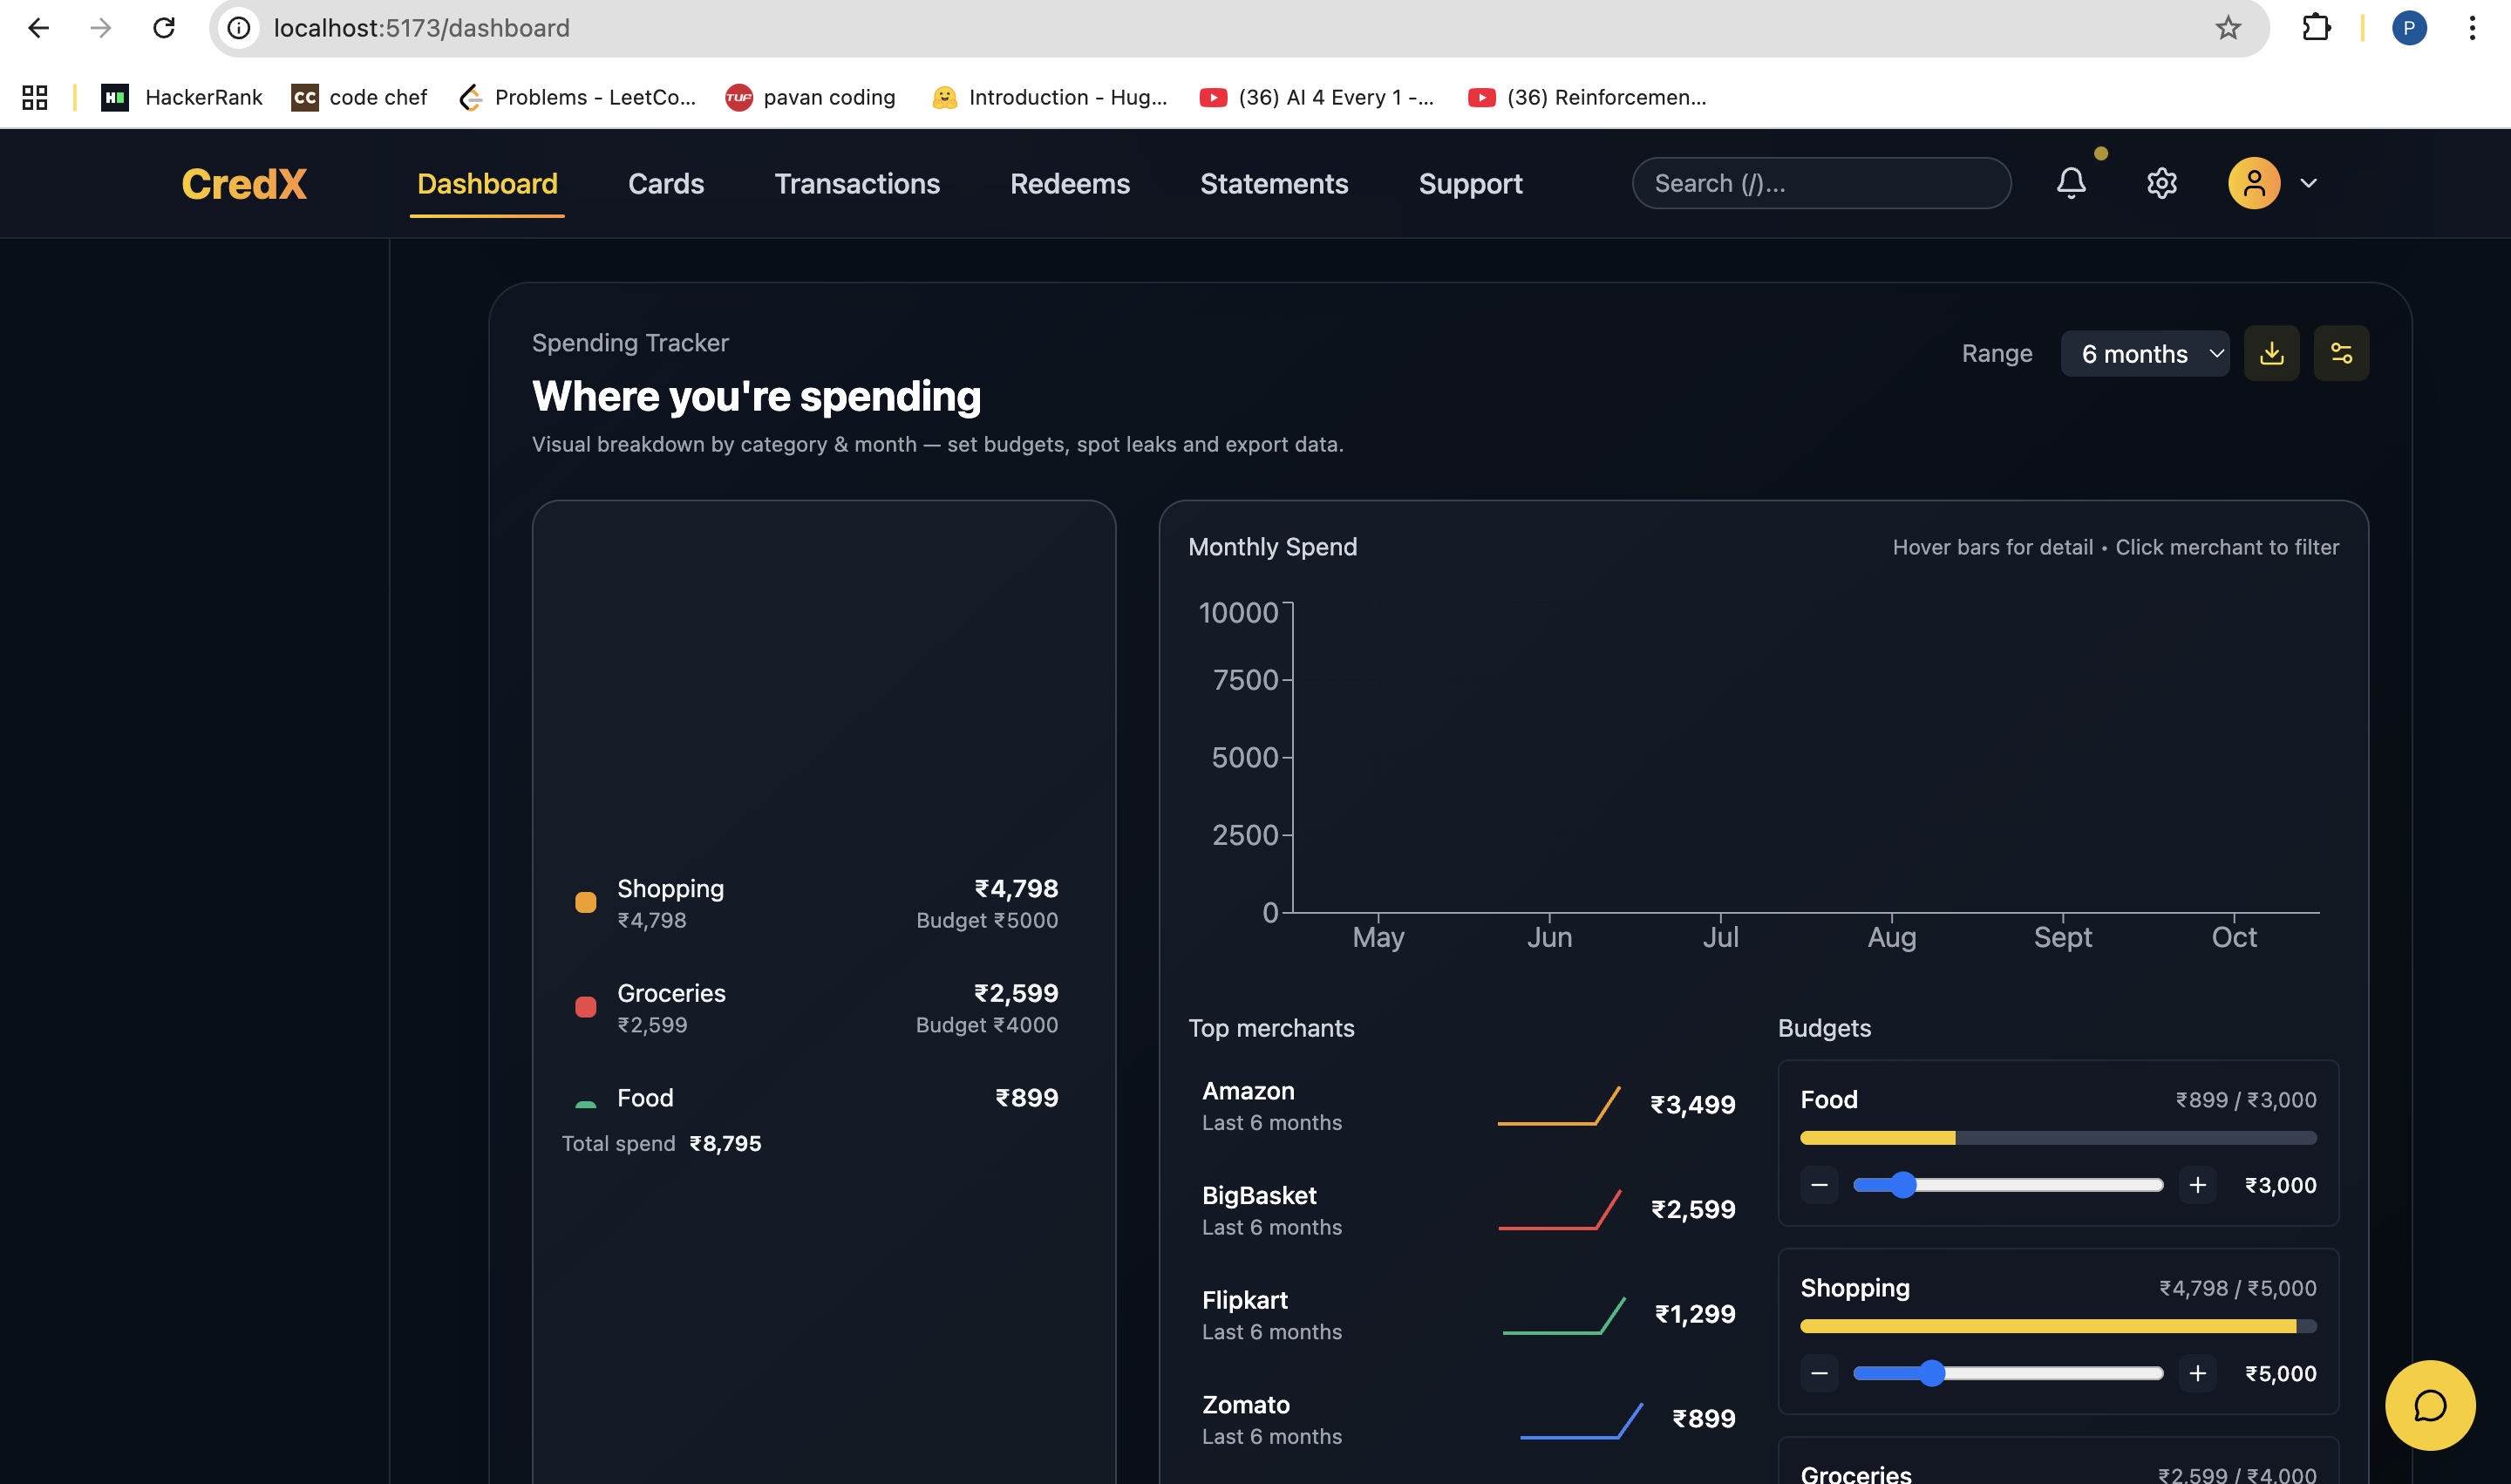 localhost:5173/dashboard
HackerRank
code chef
Problems - LeetCo...
pavan coding
Introduction - Hug...
(36) AI 4 Every 1 -...
(36) Reinforcemen...
P
CC
TUF
CredX
Dashboard
Cards
Transactions
Redeems
Statements
Support
Search (/)...
Spending Tracker
Where you're spending
Visual breakdown by category & month — set budgets, spot leaks and export data.
Range
6 months
Shopping ₹4,798
₹4,798 Budget ₹5000
Groceries ₹2,599
₹2,599 Budget ₹4000
Food ₹899
Total spend ₹8,795
Monthly Spend
Hover bars for detail • Click merchant to filter
10000
7500
5000
2500
0
May Jun Jul Aug Sept Oct
Top merchants
Amazon
Last 6 months
₹3,499
BigBasket
Last 6 months
₹2,599
Flipkart
Last 6 months
₹1,299
Zomato
Last 6 months
₹899
Budgets
Food ₹899 / ₹3,000
₹3,000
Shopping ₹4,798 / ₹5,000
₹5,000
Groceries ₹2,599 / ₹4,000